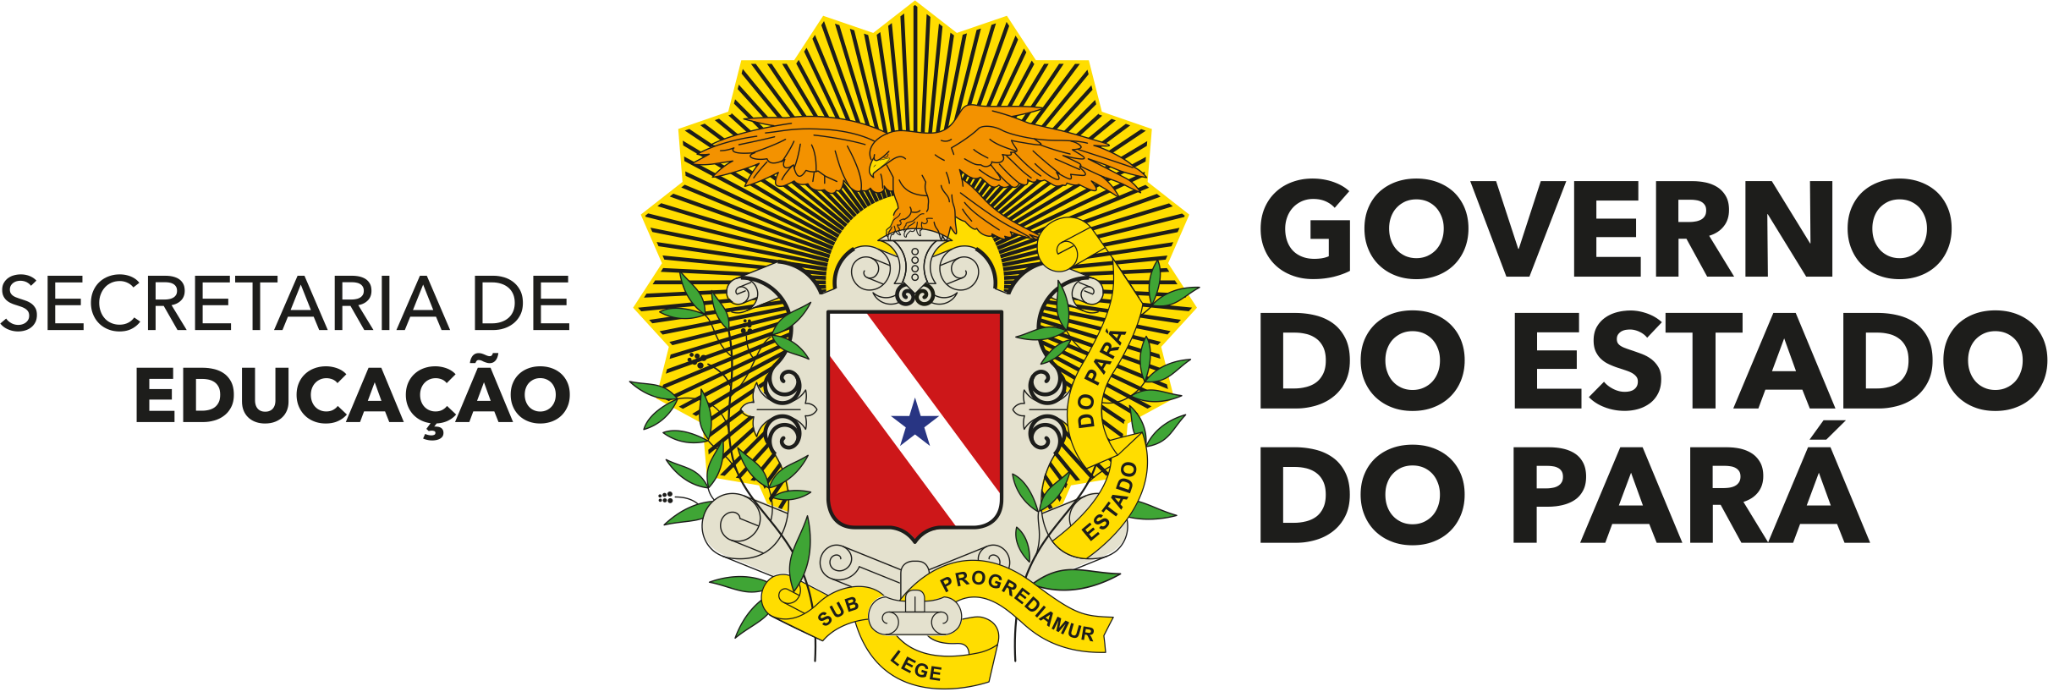 SECRETARIA DE
EDUCAÇÃO
ESTADO DO PARÁ
SUB LEGE PROGREDIAMUR
GOVERNO
DO ESTADO
DO PARÁ